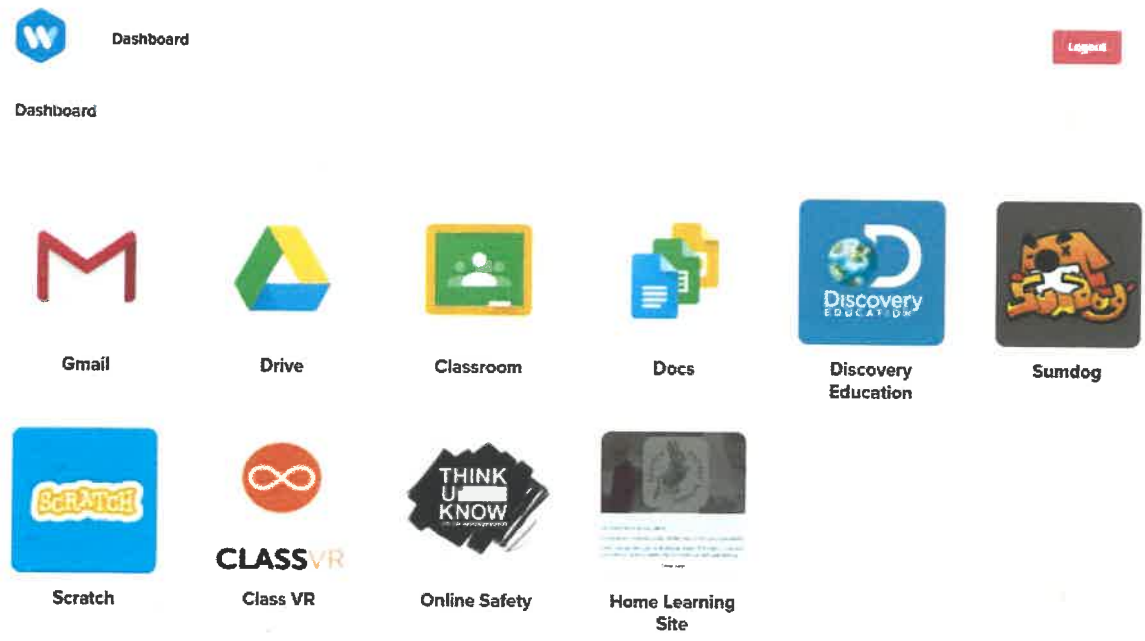 W
Dashboard
Logout
Dashboard
Discovery
EDUCATION
Gmail
Drive
Classroom
Docs
Discovery
Education
Sumdog
SCRATCH
THINK
U
KNOW
CLASSVR
Scratch
Class VR
Online Safety
Home Learning
Site